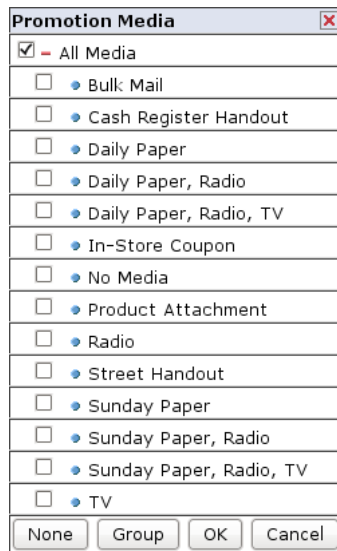 Promotion Media
All Media
Bulk Mail
Cash Register Handout
Daily Paper
Daily Paper, Radio
Daily Paper, Radio, TV
In-Store Coupon
No Media
Product Attachment
Radio
Street Handout
Sunday Paper
Sunday Paper, Radio
Sunday Paper, Radio, TV
TV
None Group OK Cancel